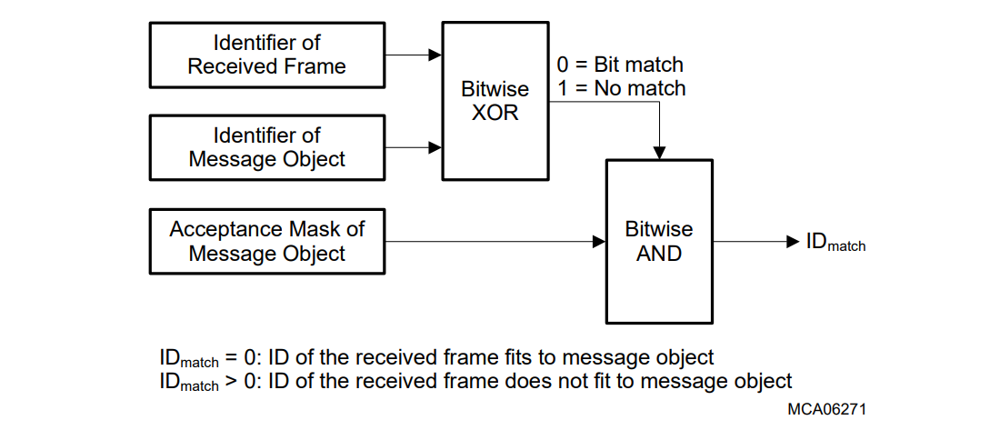 Identifier of
Received Frame
Identifier of
Message Object
Acceptance Mask of
Message Object
Bitwise
XOR
0 = Bit match
1 = No match
Bitwise
AND
IDmatch
IDmatch = 0: ID of the received frame fits to message object
IDmatch > 0: ID of the received frame does not fit to message object
MCA06271